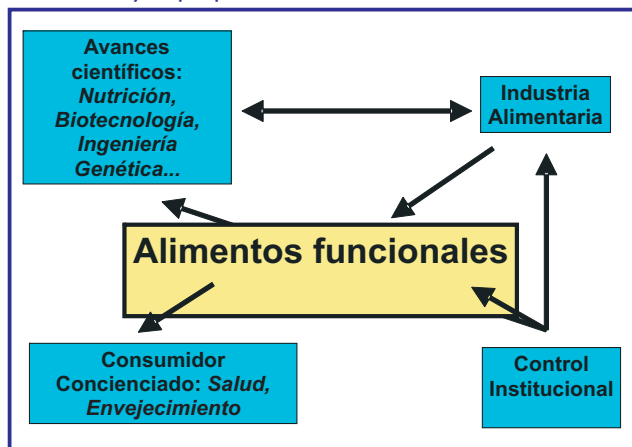 Avances
científicos:
Nutrición,
Biotecnología,
Ingeniería
Genética...
Industria
Alimentaria
Alimentos funcionales
Consumidor
Concienciado: Salud,
Envejecimiento
Control
Institucional